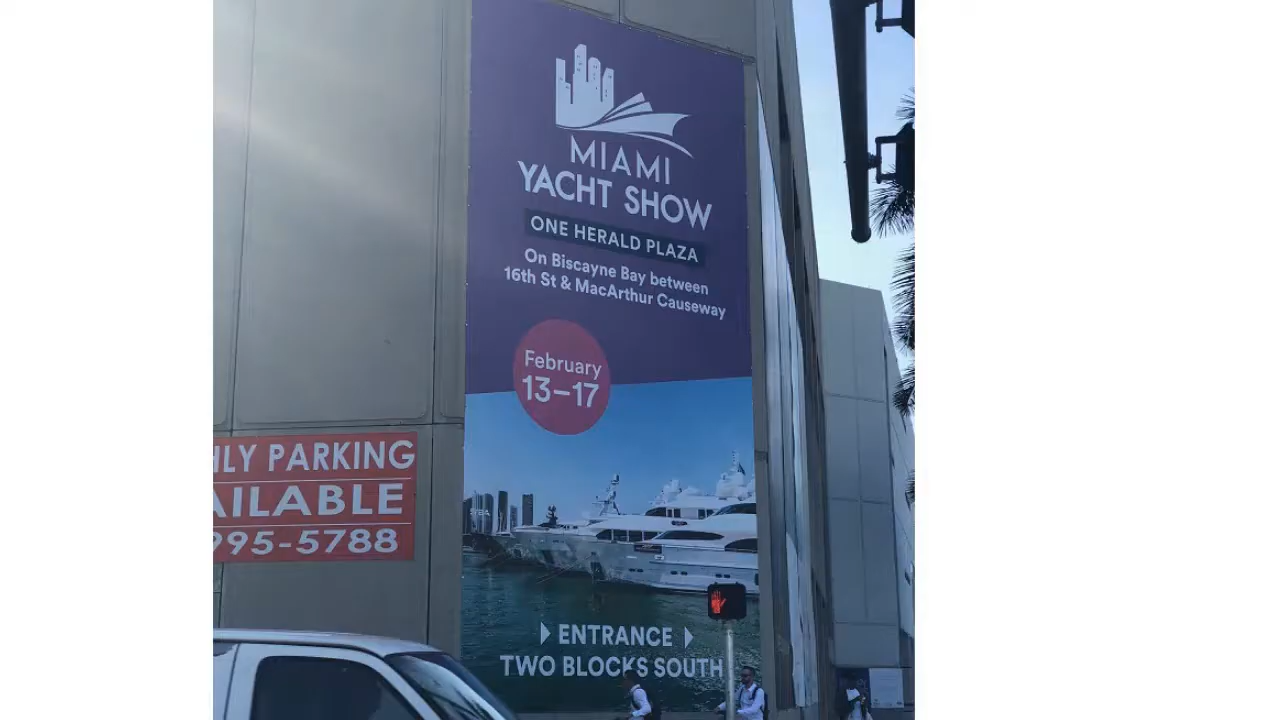 MIAMI
YACHT SHOW
ONE HERALD PLAZA
On Biscayne Bay between
16th St & MacArthur Causeway
February
13–17
HLY PARKING
AILABLE
995-5788
ENTRANCE
TWO BLOCKS SOUTH